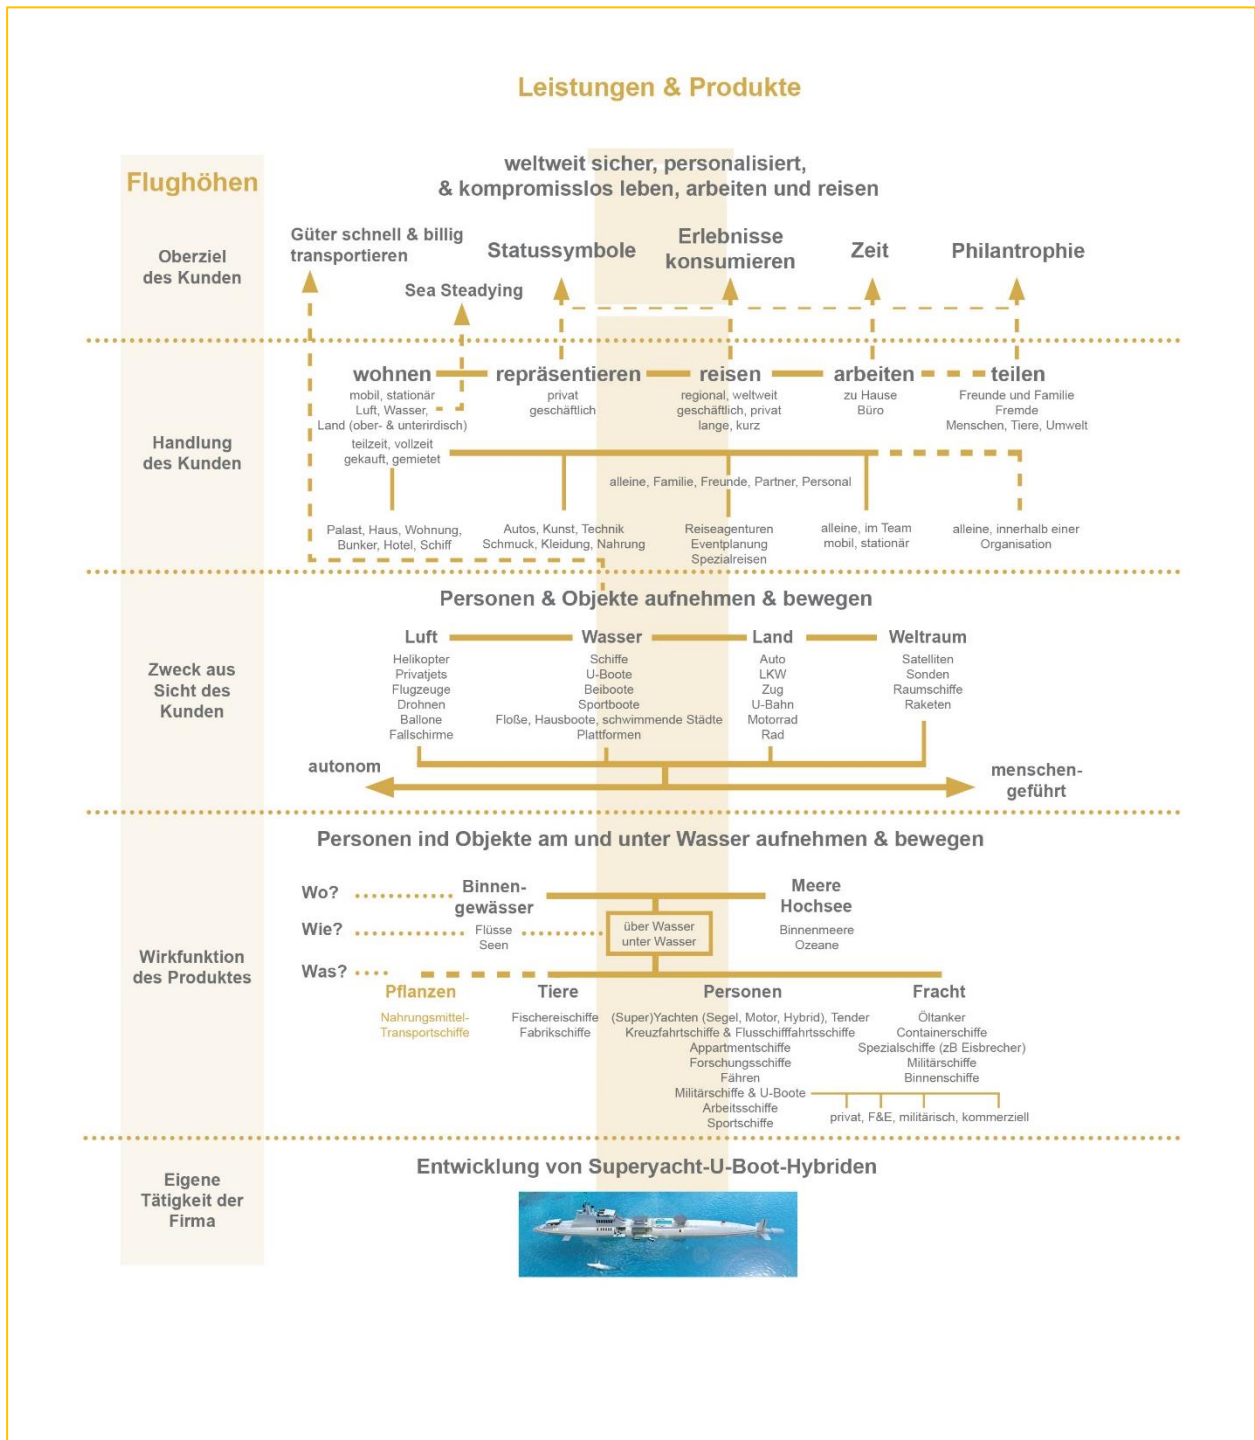 Leistungen & Produkte
Flughöhen
weltweit sicher, personalisiert,
& kompromisslos leben, arbeiten und reisen
Oberziel
des Kunden
Güter schnell & billig
transportieren
Sea Steadying
Statussymbole
Erlebnisse
konsumieren
Zeit
Philantrophie
Handlung
des Kunden
wohnen
mobil, stationär
Luft, Wasser,
Land (ober- & unterirdisch)
teilzeit, vollzeit
gekauft, gemietet
repräsentieren
privat
geschäftlich
reisen
regional, weltweit
geschäftlich, privat
lange, kurz
arbeiten
zu Hause
Büro
teilen
Freunde und Familie
Fremde
Menschen, Tiere, Umwelt
alleine, Familie, Freunde, Partner, Personal
Palast, Haus, Wohnung,
Bunker, Hotel, Schiff
Autos, Kunst, Technik
Schmuck, Kleidung, Nahrung
Reiseagenturen
Eventplanung
Spezialreisen
alleine, im Team
mobil, stationär
alleine, innerhalb einer
Organisation
Zweck aus
Sicht des
Kunden
Personen & Objekte aufnehmen & bewegen
Luft
Helikopter
Privatjets
Flugzeuge
Drohnen
Ballone
Fallschirme
Wasser
Schiffe
U-Boote
Beiboote
Sportboote
Floße, Hausboote, schwimmende Städte
Plattformen
Land
Auto
LKW
Zug
U-Bahn
Motorrad
Rad
Weltraum
Satelliten
Sonden
Raumschiffe
Raketen
autonom
menschen-
geführt
Wirkfunktion
des Produktes
Personen ind Objekte am und unter Wasser aufnehmen & bewegen
Wo?
Binnen-
gewässer
Meere
Hochsee
Wie?
Flüsse
Seen
über Wasser
unter Wasser
Binnenmeere
Ozeane
Was?
Pflanzen
Nahrungsmittel-
Transportschiffe
Tiere
Fischereischiffe
Fabrikschiffe
Personen
(Super)Yachten (Segel, Motor, Hybrid), Tender
Kreuzfahrtschiffe & Flusschifffahrtsschiffe
Appartmentschiffe
Forschungsschiffe
Fähren
Militärschiffe & U-Boote
Arbeitsschiffe
Sportschiffe
Fracht
Öltanker
Containerschiffe
Spezialschiffe (zB Eisbrecher)
Militärschiffe
Binnenschiffe
privat, F&E, militärisch, kommerziell
Eigene
Tätigkeit der
Firma
Entwicklung von Superyacht-U-Boot-Hybriden